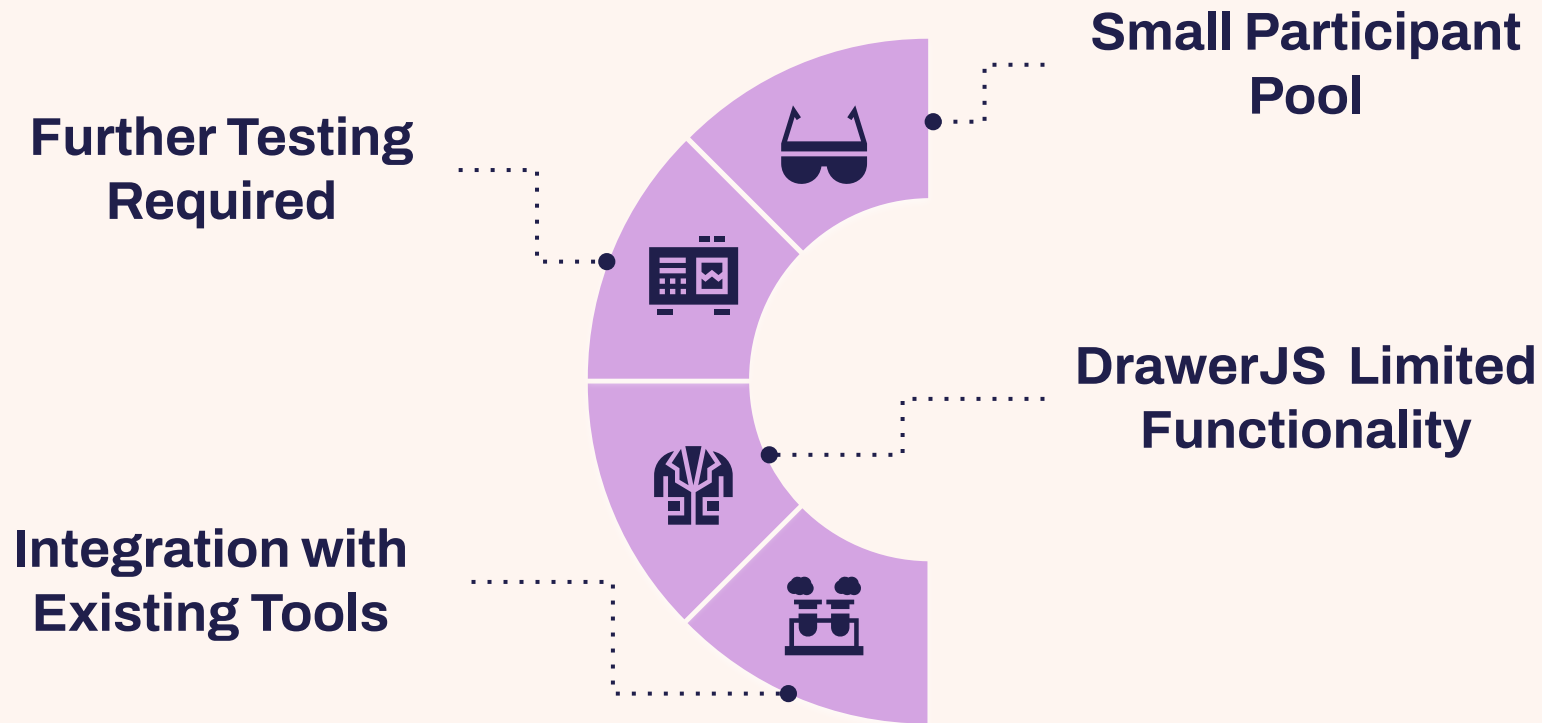 Small Participant
Pool
Further Testing
Required
DrawerJS  Limited
Functionality
Integration with
Existing Tools